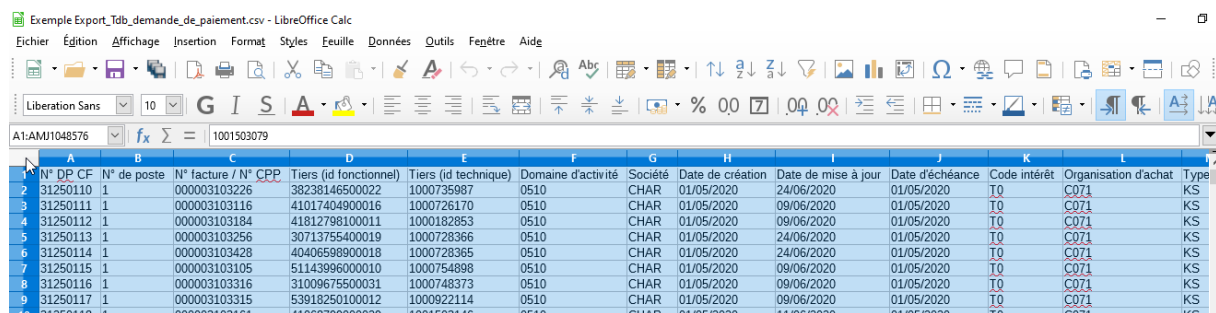 Exemple Export_Tdb_demande_de_paiement.csv - LibreOffice Calc
Fichier Édition Affichage Insertion Format Styles Feuille Données Outils Fenêtre Aide
Liberation Sans 10 G I S
A1:AMJ1048576 fx Σ = 1001503079
A B C D E F G H I J K L
1 N° DP CF N° de poste N° facture / N° CPP Tiers (id fonctionnel) Tiers (id technique) Domaine d'activité Société Date de création Date de mise à jour Date d'échéance Code intérêt Organisation d'achat Type
2 31250110 1 000003103226 38238146500022 1000735987 0510 CHAR 01/05/2020 24/06/2020 01/05/2020 T0 C071 KS
3 31250111 1 000003103116 41017404900016 1000726170 0510 CHAR 01/05/2020 09/06/2020 01/05/2020 T0 C071 KS
4 31250112 1 000003103184 41812798100011 1000182853 0510 CHAR 01/05/2020 09/06/2020 01/05/2020 T0 C071 KS
5 31250113 1 000003103256 30713755400019 1000728366 0510 CHAR 01/05/2020 24/06/2020 01/05/2020 T0 C071 KS
6 31250114 1 000003103428 40406598900018 1000728365 0510 CHAR 01/05/2020 24/06/2020 01/05/2020 T0 C071 KS
7 31250115 1 000003103105 51143996000010 1000754898 0510 CHAR 01/05/2020 09/06/2020 01/05/2020 T0 C071 KS
8 31250116 1 000003103316 31009675500031 1000748373 0510 CHAR 01/05/2020 09/06/2020 01/05/2020 T0 C071 KS
9 31250117 1 000003103315 53918250100012 1000922114 0510 CHAR 01/05/2020 09/06/2020 01/05/2020 T0 C071 KS